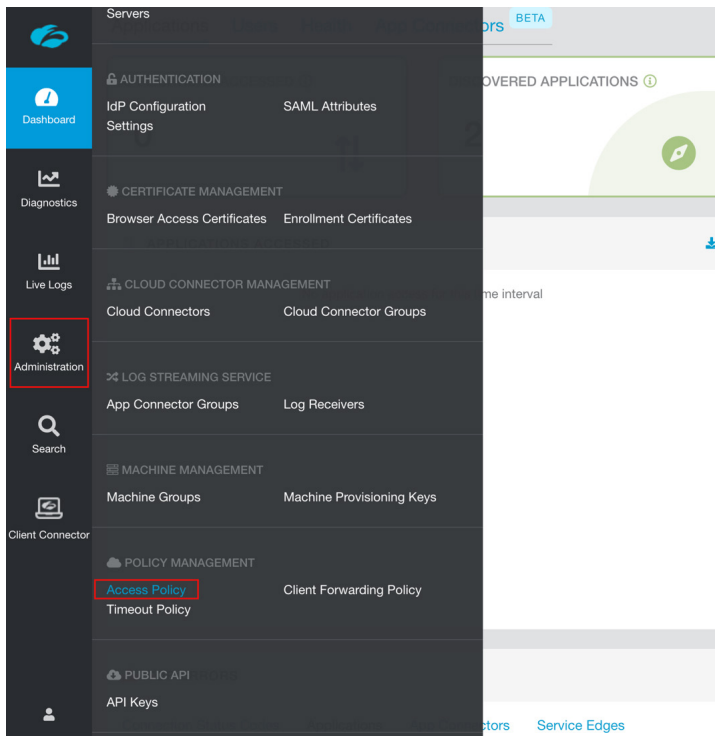 Servers
ors BETA
Dashboard
Diagnostics
Live Logs
Administration
Search
Client Connector
AUTHENTICATION
IdP Configuration SAML Attributes
Settings
CERTIFICATE MANAGEMENT
Browser Access Certificates Enrollment Certificates
CLOUD CONNECTOR MANAGEMENT
Cloud Connectors Cloud Connector Groups
LOG STREAMING SERVICE
App Connector Groups Log Receivers
MACHINE MANAGEMENT
Machine Groups Machine Provisioning Keys
POLICY MANAGEMENT
Access Policy Client Forwarding Policy
Timeout Policy
PUBLIC API
API Keys
OVERED APPLICATIONS
me interval
ctors Service Edges